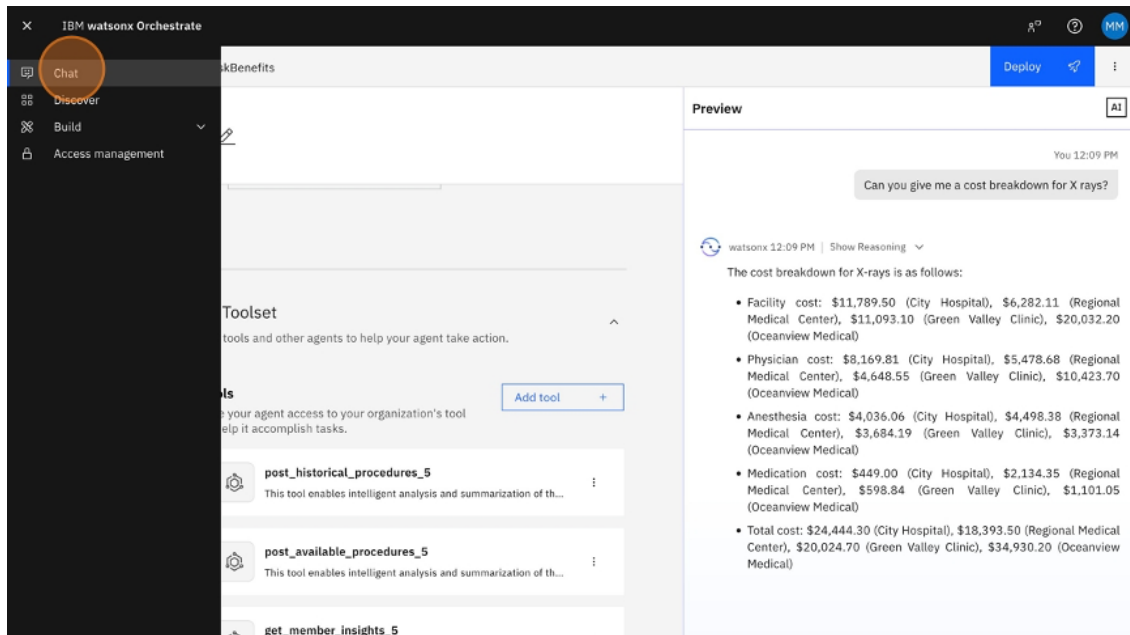 IBM watsonx Orchestrate
MM
Chat
Discover
Build
Access management
skBenefits
Deploy
Toolset
tools and other agents to help your agent take action.
ls
Add tool +
your agent access to your organization's tool
elp it accomplish tasks.
post_historical_procedures_5
This tool enables intelligent analysis and summarization of th...
post_available_procedures_5
This tool enables intelligent analysis and summarization of th...
get_member_insights_5
Preview
AI
You 12:09 PM
Can you give me a cost breakdown for X rays?
watsonx 12:09 PM | Show Reasoning
The cost breakdown for X-rays is as follows:
• Facility cost: $11,789.50 (City Hospital), $6,282.11 (Regional
Medical Center), $11,093.10 (Green Valley Clinic), $20,032.20
(Oceanview Medical)
• Physician cost: $8,169.81 (City Hospital), $5,478.68 (Regional
Medical Center), $4,648.55 (Green Valley Clinic), $10,423.70
(Oceanview Medical)
• Anesthesia cost: $4,036.06 (City Hospital), $4,498.38 (Regional
Medical Center), $3,684.19 (Green Valley Clinic), $3,373.14
(Oceanview Medical)
• Medication cost: $449.00 (City Hospital), $2,134.35 (Regional
Medical Center), $598.84 (Green Valley Clinic), $1,101.05
(Oceanview Medical)
• Total cost: $24,444.30 (City Hospital), $18,393.50 (Regional Medical
Center), $20,024.70 (Green Valley Clinic), $34,930.20 (Oceanview
Medical)